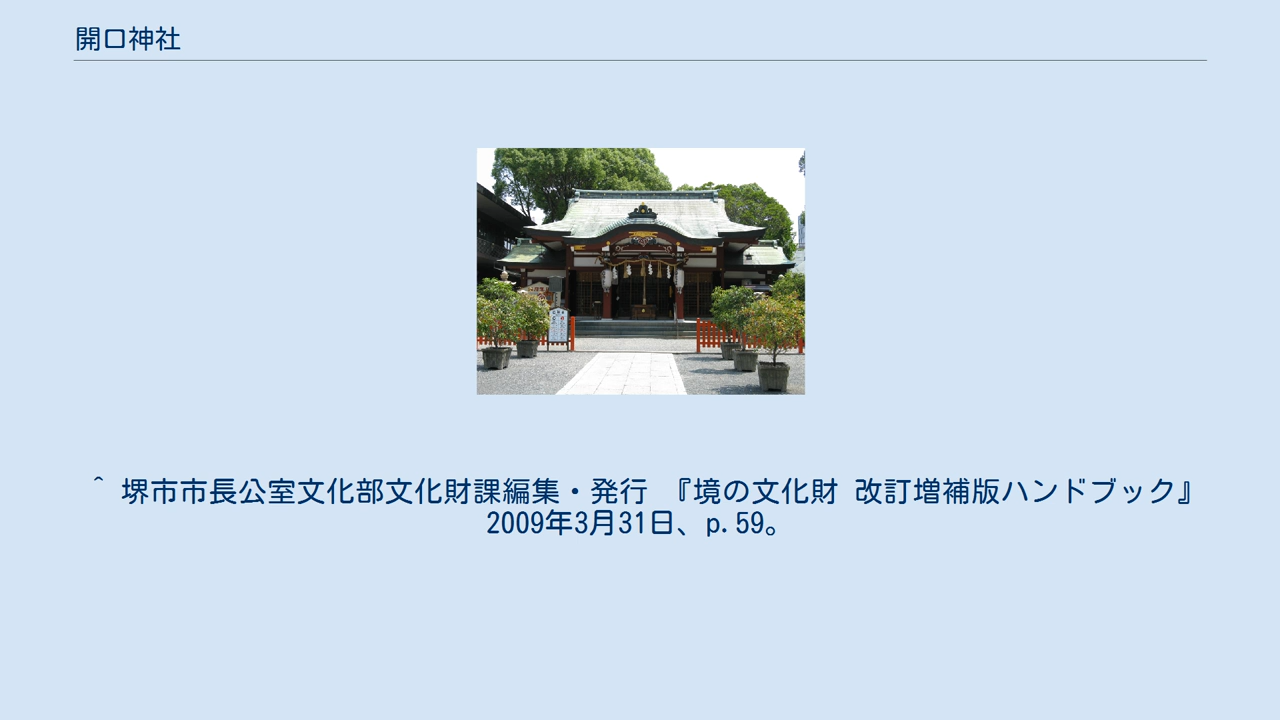 開口神社
^ 堺市市長公室文化部文化財課編集・発行 『境の文化財 改訂増補版ハンドブック』
2009年3月31日、p.59。